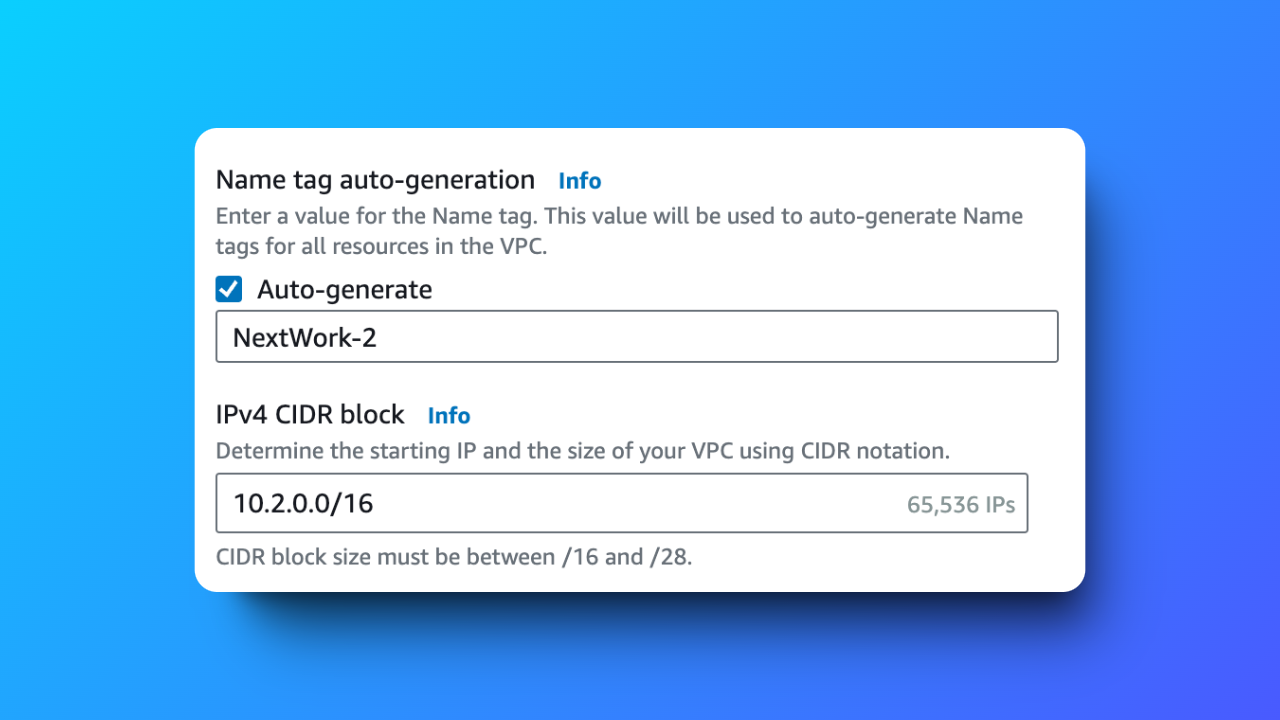 Name tag auto-generation Info
Enter a value for the Name tag. This value will be used to auto-generate Name
tags for all resources in the VPC.
Auto-generate
NextWork-2
IPv4 CIDR block Info
Determine the starting IP and the size of your VPC using CIDR notation.
10.2.0.0/16 65,536 IPs
CIDR block size must be between /16 and /28.